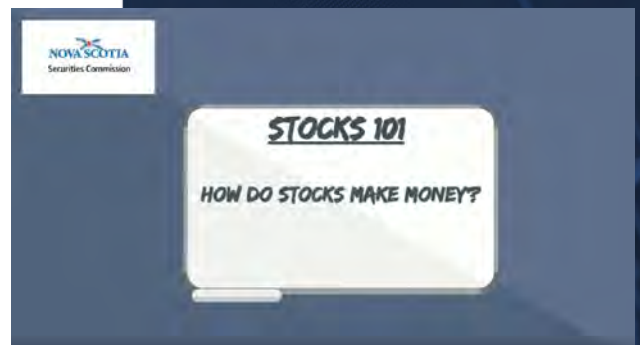 NOVA SCOTIA
Securities Commission
STOCKS 101
HOW DO STOCKS MAKE MONEY?